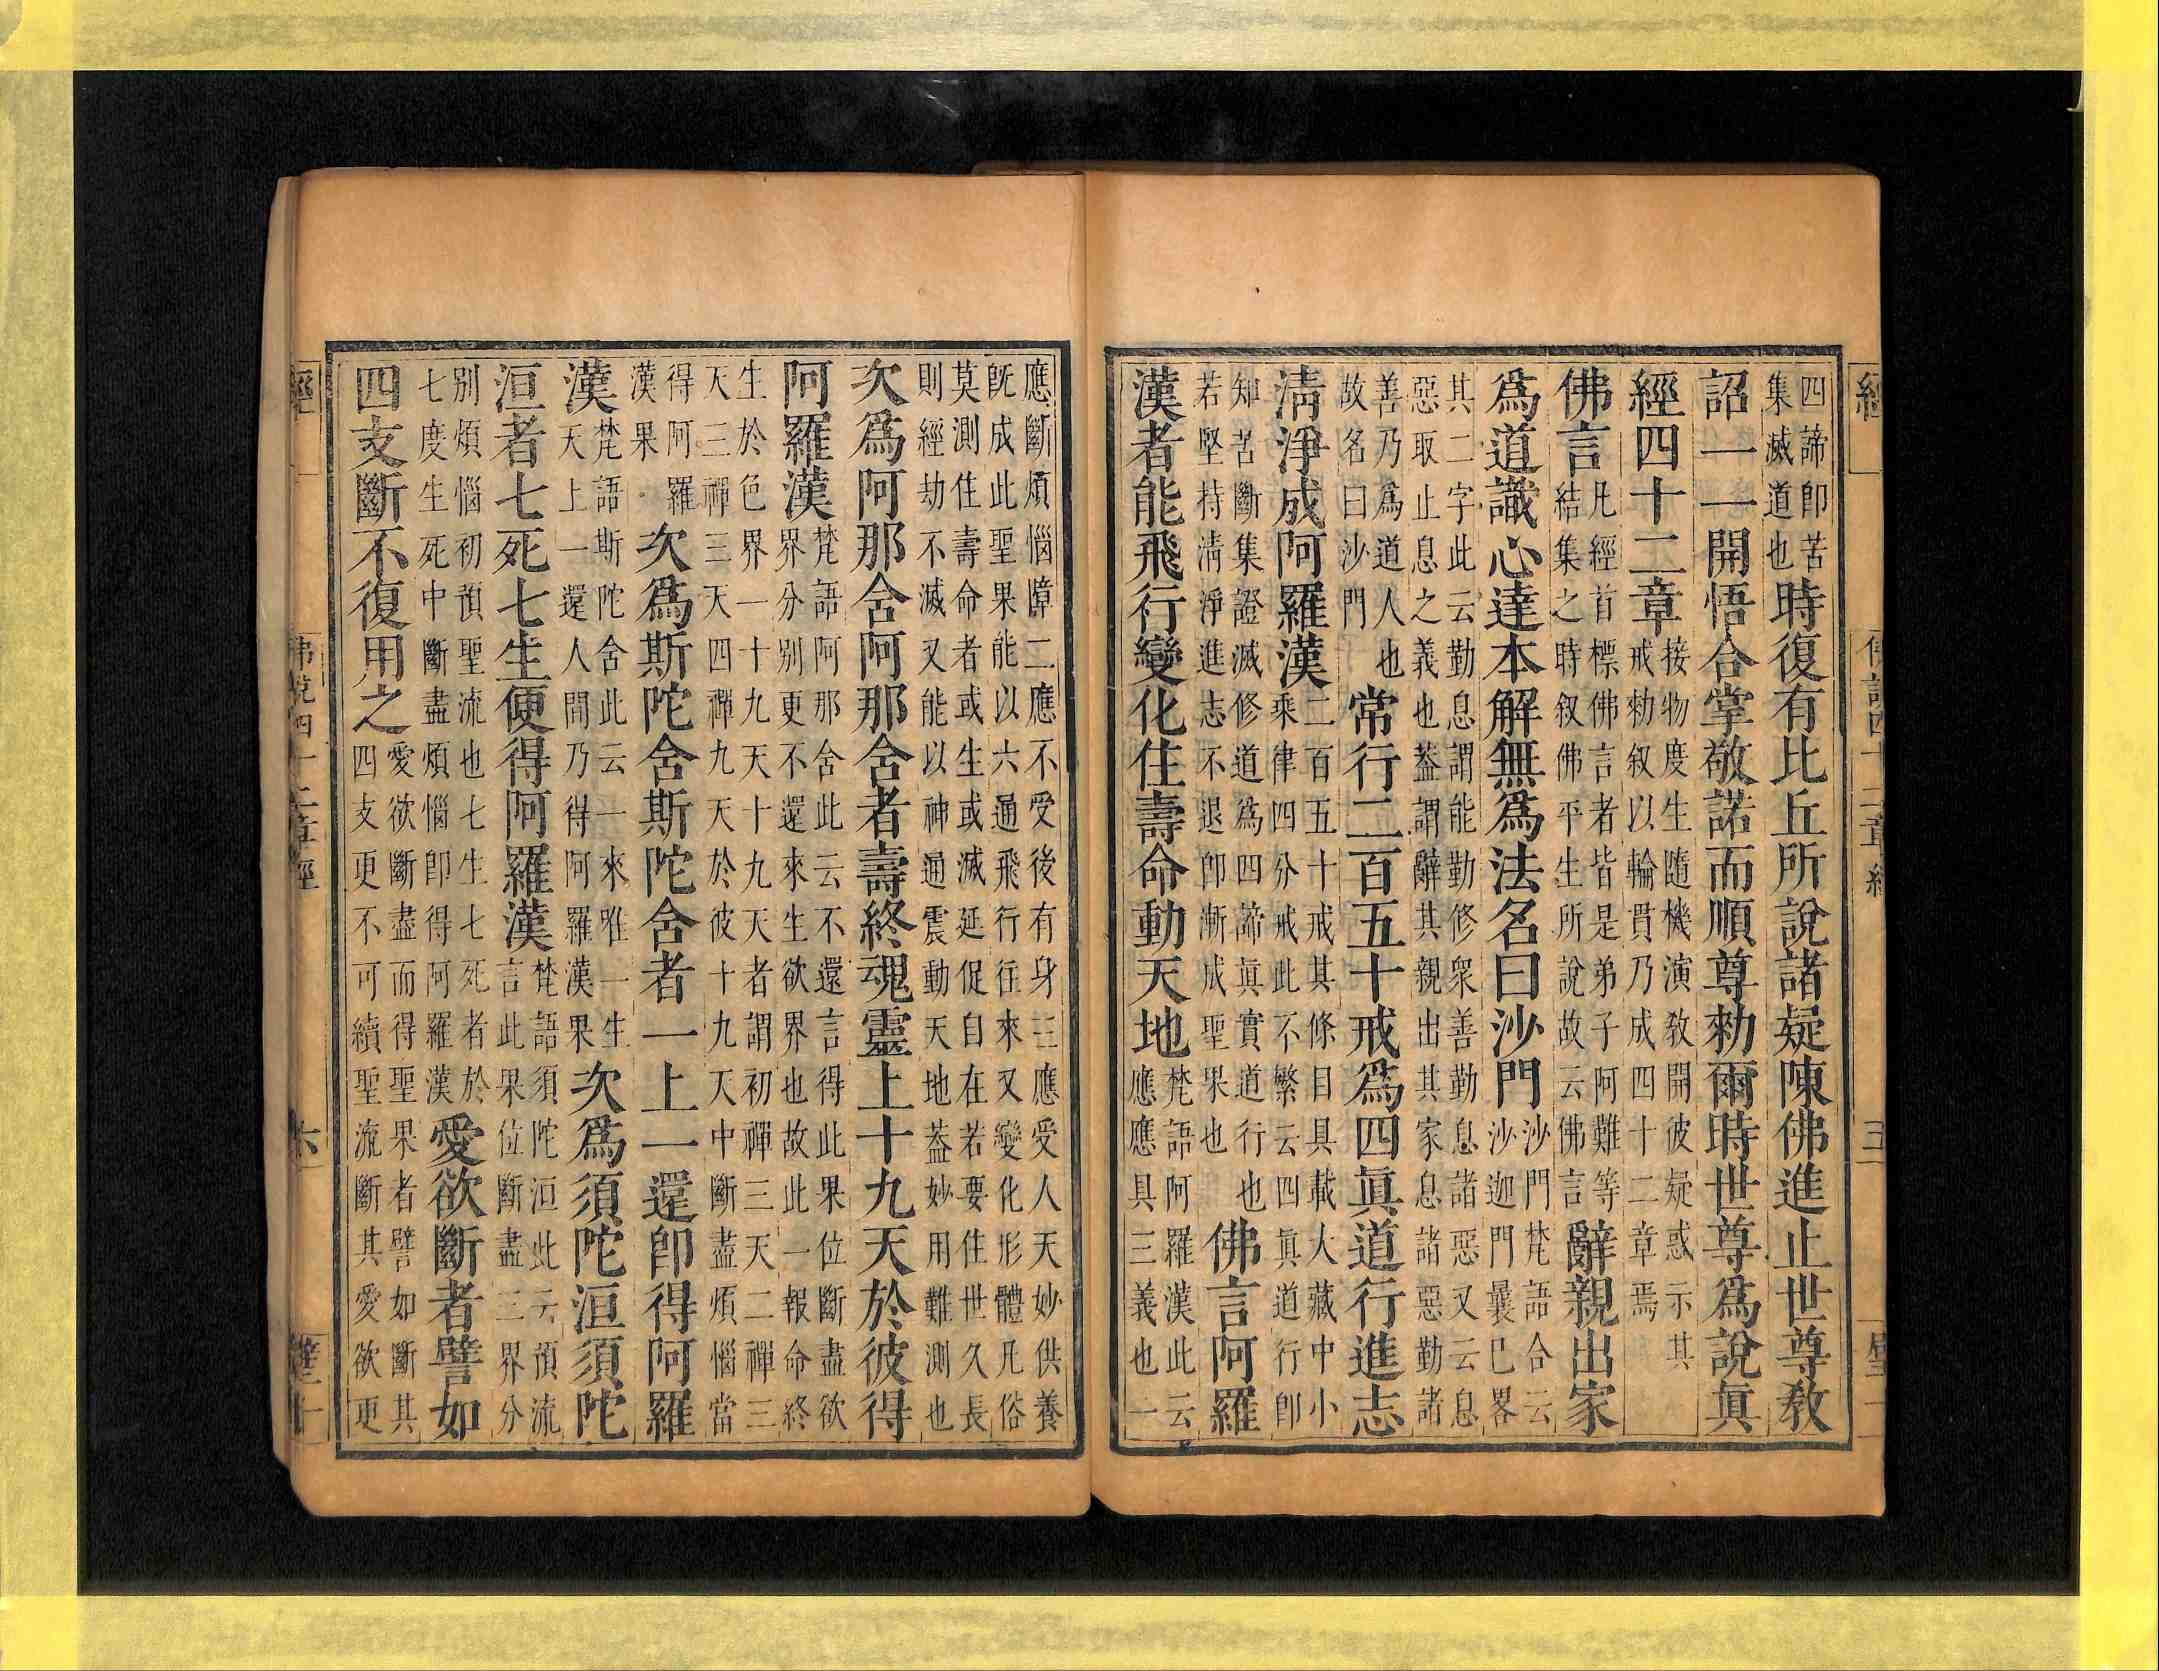 四諦卽苦
集滅道也
時復有比丘所說諸疑陳佛進止世尊敎
詔一一開悟合掌敬諾而順尊勑爾時世尊爲說眞
經四十二章
接物度生隨機演敎開彼疑惑示其
戒勑叙以輪貫乃成四十二章焉
佛言
凡經首標佛言者皆是弟子阿難等
結集之時叙佛平生所說故云佛言
辭親出家
爲道識心達本解無爲法名曰沙門
沙門梵語合云
沙迦門曩巳畧
其二字此云勤息謂能勤修衆善勤息諸惡又云息
惡取止息之義也葢謂辭其親出其家息諸惡勤諸
善乃爲道人也
故名曰沙門
常行二百五十戒爲四眞道行進志
淸淨成阿羅漢
二百五十戒其條目具載大藏中小
乘律四分戒此不繁云四眞道行卽
知苦斷集證滅修道爲四諦眞實道行也
若堅持淸淨進志不退卽漸成聖果也
佛言阿羅
漢者能飛行變化住壽命動天地
梵語阿羅漢此云
應應具三義也一
應斷煩惱障二應不受後有身三應受人天妙供養
旣成此聖果能以六通飛行往來又變化形體凡俗
莫測住壽命者或生或滅延促自在若要住世久長
則經劫不滅又能以神通震動天地葢妙用難測也
次爲阿那含阿那含者壽終魂靈上十九天於彼得
阿羅漢
梵語阿那含此云不還言得此果位斷盡欲
界分別更不還來生欲界也故此一報命終
生於色界一十九天十九天者謂初禪三天二禪三
天三禪三天四禪九天於彼十九天中斷盡煩惱當
得阿羅
漢果
次爲斯陀含斯陀含者一上一還卽得阿羅
漢
梵語斯陀含此云一來唯一生
天上一還人間乃得阿羅漢果
次爲須陀洹須陀
洹者七死七生便得阿羅漢
梵語須陀洹此云預流
言此果位斷盡三界分
別煩惱初預聖流也七生七死者於
七度生死中斷盡煩惱卽得阿羅漢
愛欲斷者譬如
四支斷不復用之
愛欲斷盡而得聖果者譬如斷其
四支更不可續聖流斷其愛欲更
經
佛說四十二章經
六